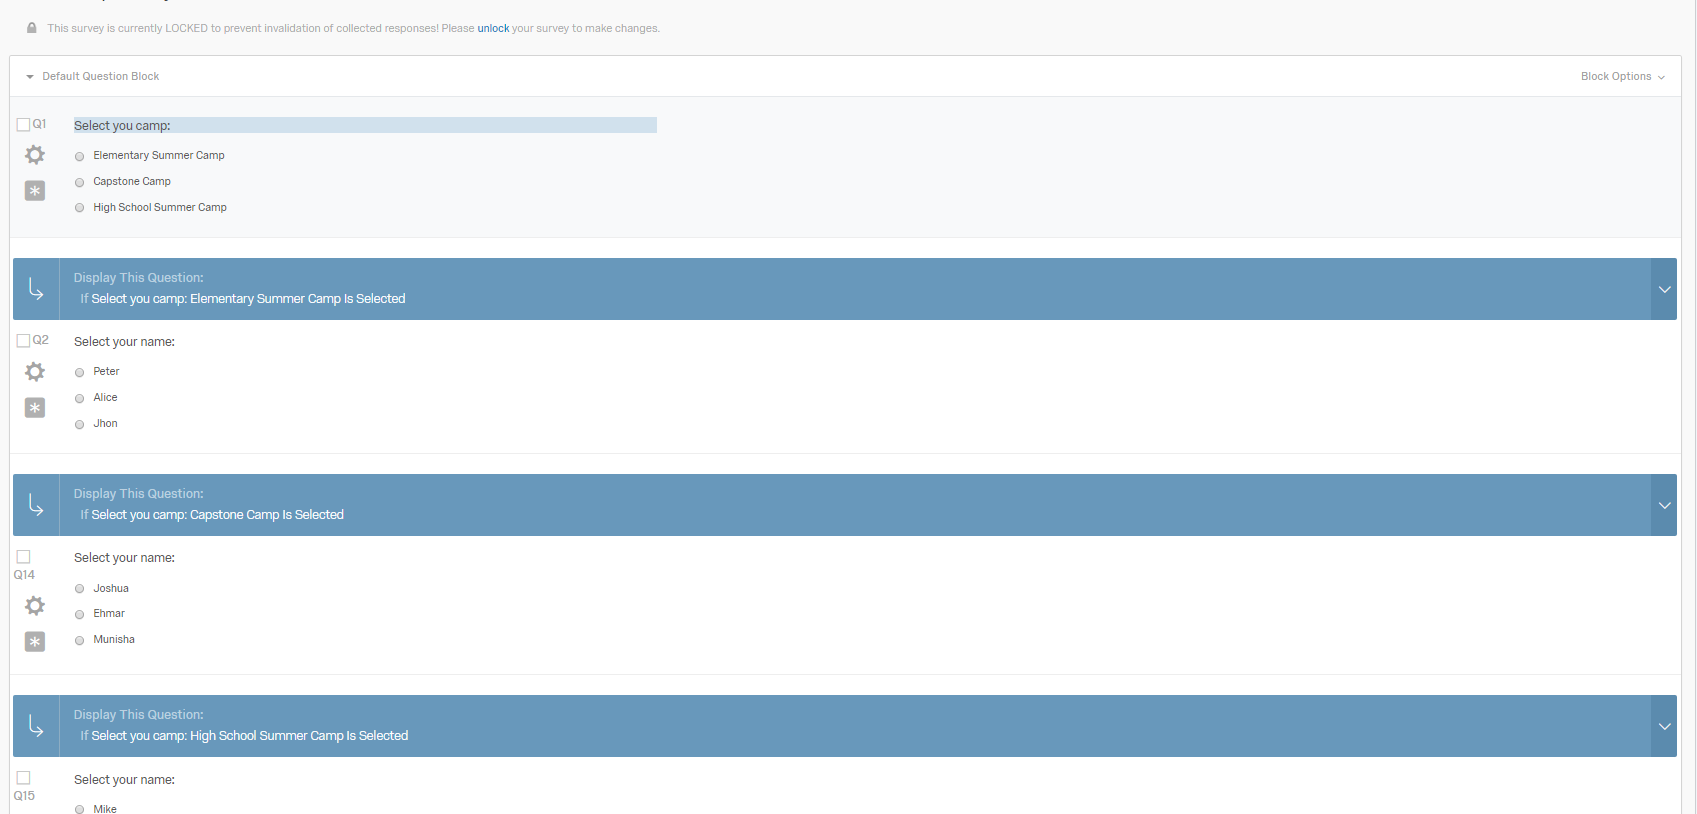 This survey is currently LOCKED to prevent invalidation of collected responses! Please unlock your survey to make changes.
Default Question Block
Block Options
Q1
Select you camp:
Elementary Summer Camp
Capstone Camp
High School Summer Camp
Display This Question:
If Select you camp: Elementary Summer Camp Is Selected
Q2
Select your name:
Peter
Alice
Jhon
Display This Question:
If Select you camp: Capstone Camp Is Selected
Select your name:
Q14
Joshua
Ehmar
Munisha
Display This Question:
If Select you camp: High School Summer Camp Is Selected
Select your name:
Q15
Mike